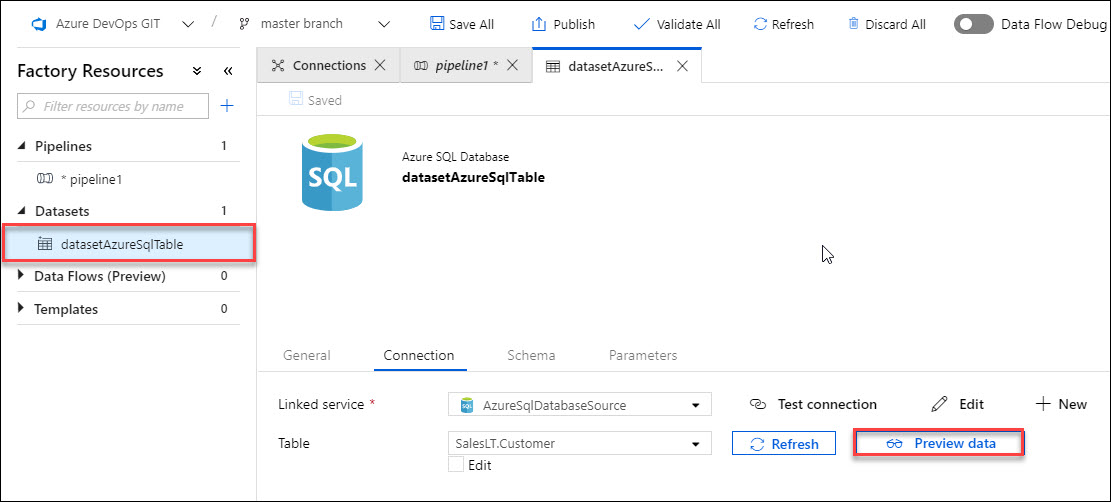 Azure DevOps GIT / master branch Save All Publish Validate All Refresh Discard All Data Flow Debug
Factory Resources
Filter resources by name
Pipelines 1
* pipeline1
Datasets 1
datasetAzureSqlTable
Data Flows (Preview) 0
Templates 0
Connections pipeline1 * datasetAzureS...
Saved
SQL
Azure SQL Database
datasetAzureSqlTable
General Connection Schema Parameters
Linked service * AzureSqlDatabaseSource Test connection Edit New
Table SalesLT.Customer Refresh Preview data
Edit